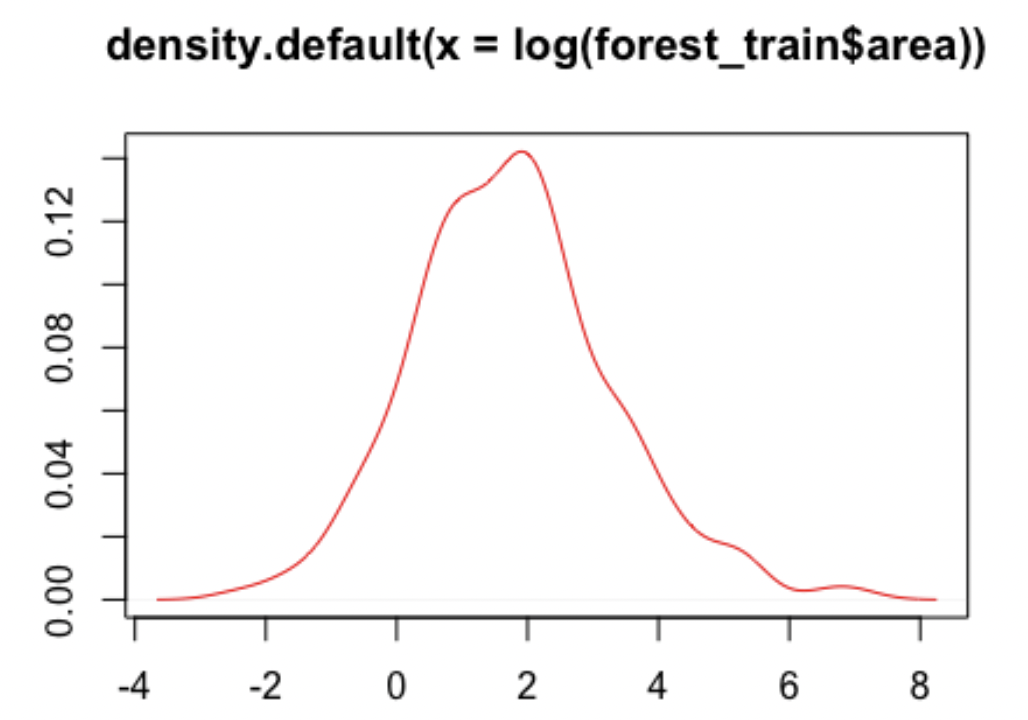 density.default(x = log(forest_train$area))
0.12
0.08
0.04
0.00
-4 -2 0 2 4 6 8